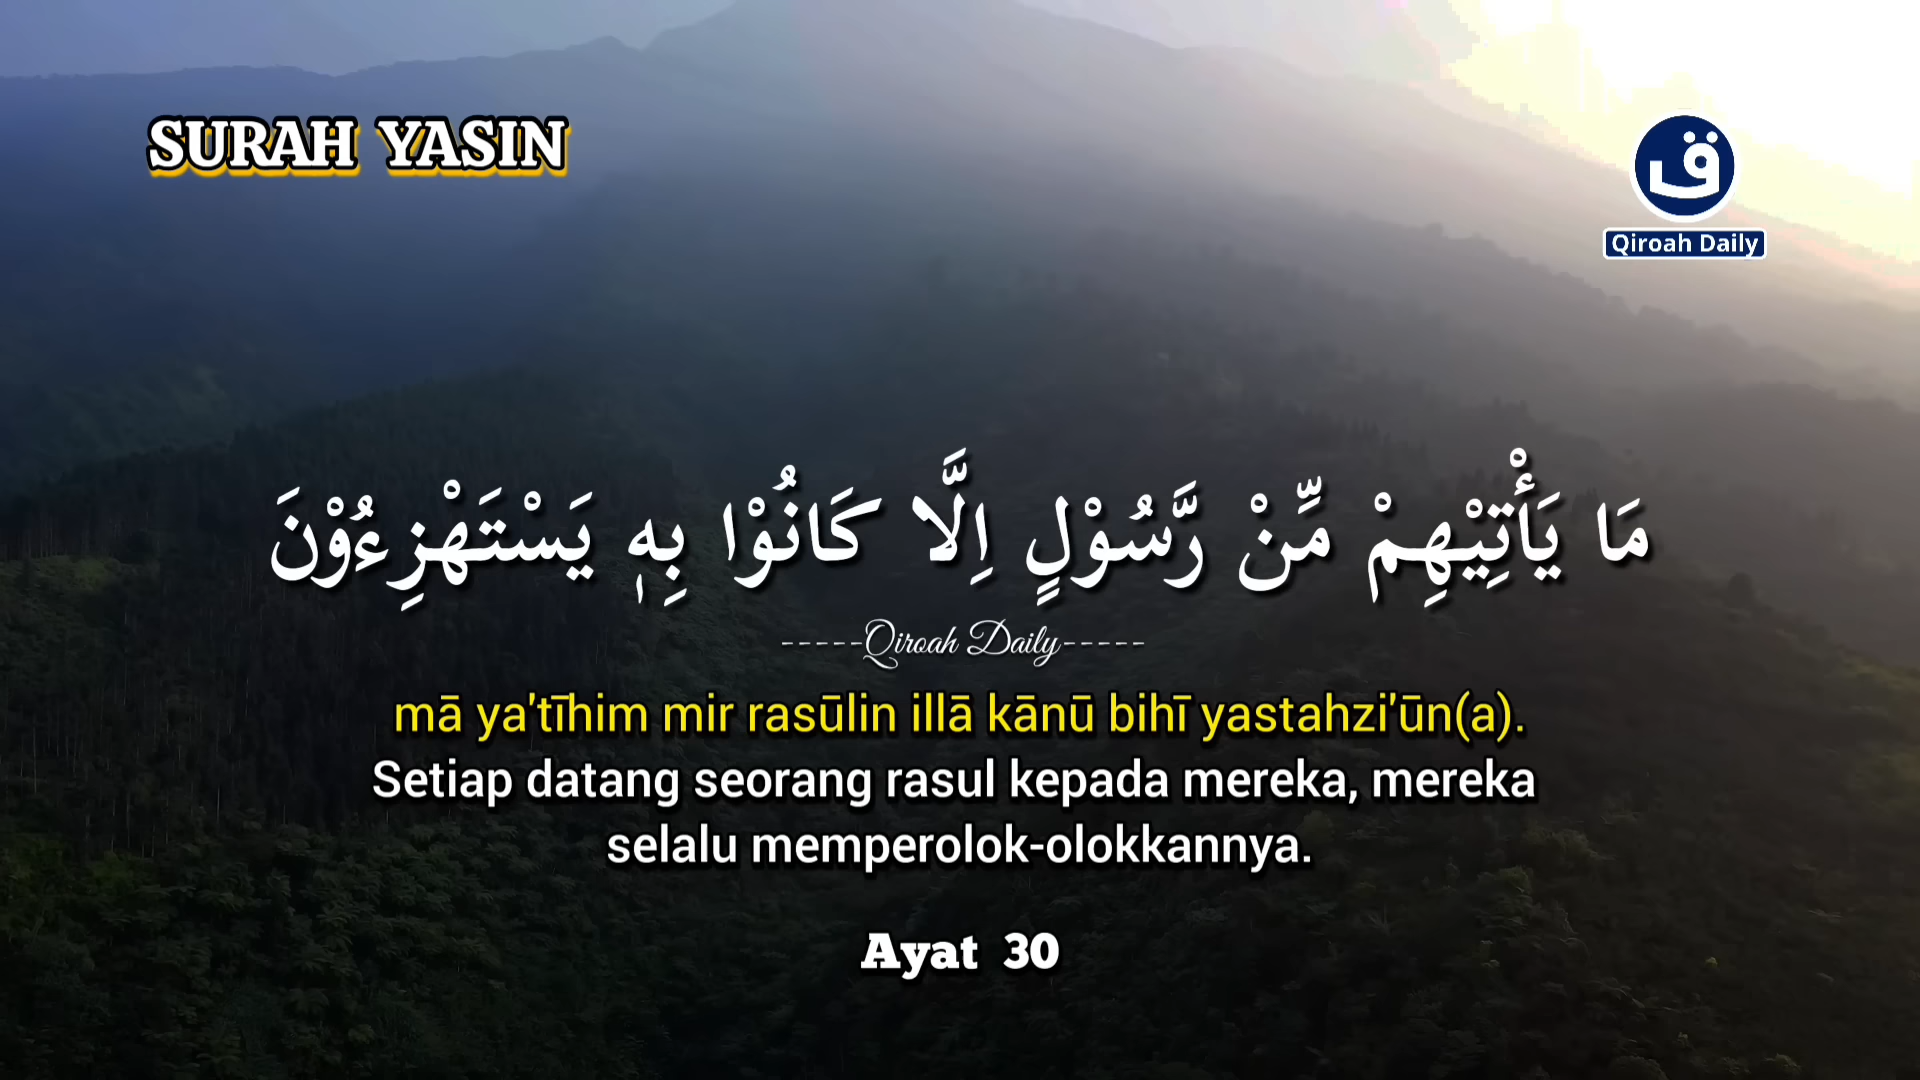 SURAH YASIN
ق
Qiroah Daily
مَا يَأْتِيْهِمْ مِّنْ رَّسُوْلٍ اِلَّا كَانُوْا بِهٖ يَسْتَهْزِءُوْنَ
-----Qiroah Daily-----
mā ya'tīhim mir rasūlin illā kānū bihī yastahzi'ūn(a).
Setiap datang seorang rasul kepada mereka, mereka
selalu memperolok-olokkannya.
Ayat 30